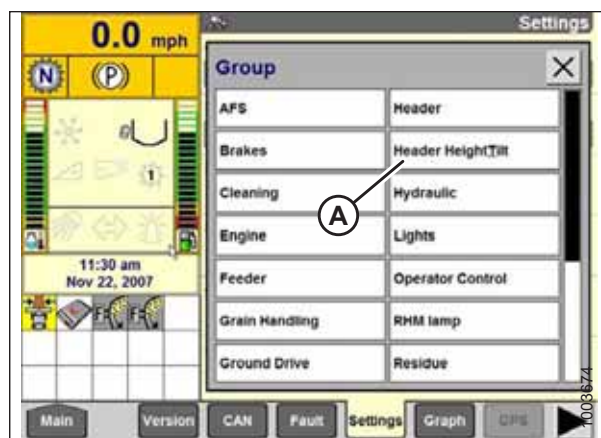 0.0 mph
Settings
N
P
1
11:30 am
Nov 22, 2007
F
F
Group
X
AFS
Header
Brakes
Header Height/Tilt
Cleaning
Hydraulic
A
Engine
Lights
Feeder
Operator Control
Grain Handling
RHM lamp
Ground Drive
Residue
Main
Version
CAN
Fault
Settings
Graph
GPS
1003674